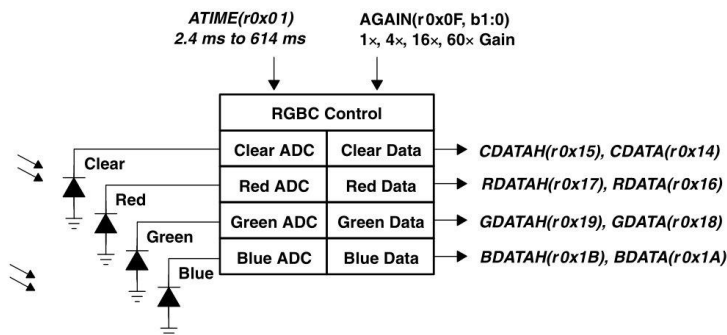 ATIME(r0x01)
2.4 ms to 614 ms
AGAIN(r0x0F, b1:0)
1×, 4×, 16×, 60× Gain
RGBC Control
Clear
Clear ADC
Clear Data
CDATAH(r0x15), CDATA(r0x14)
Red
Red ADC
Red Data
RDATAH(r0x17), RDATA(r0x16)
Green
Green ADC
Green Data
GDATAH(r0x19), GDATA(r0x18)
Blue
Blue ADC
Blue Data
BDATAH(r0x1B), BDATA(r0x1A)